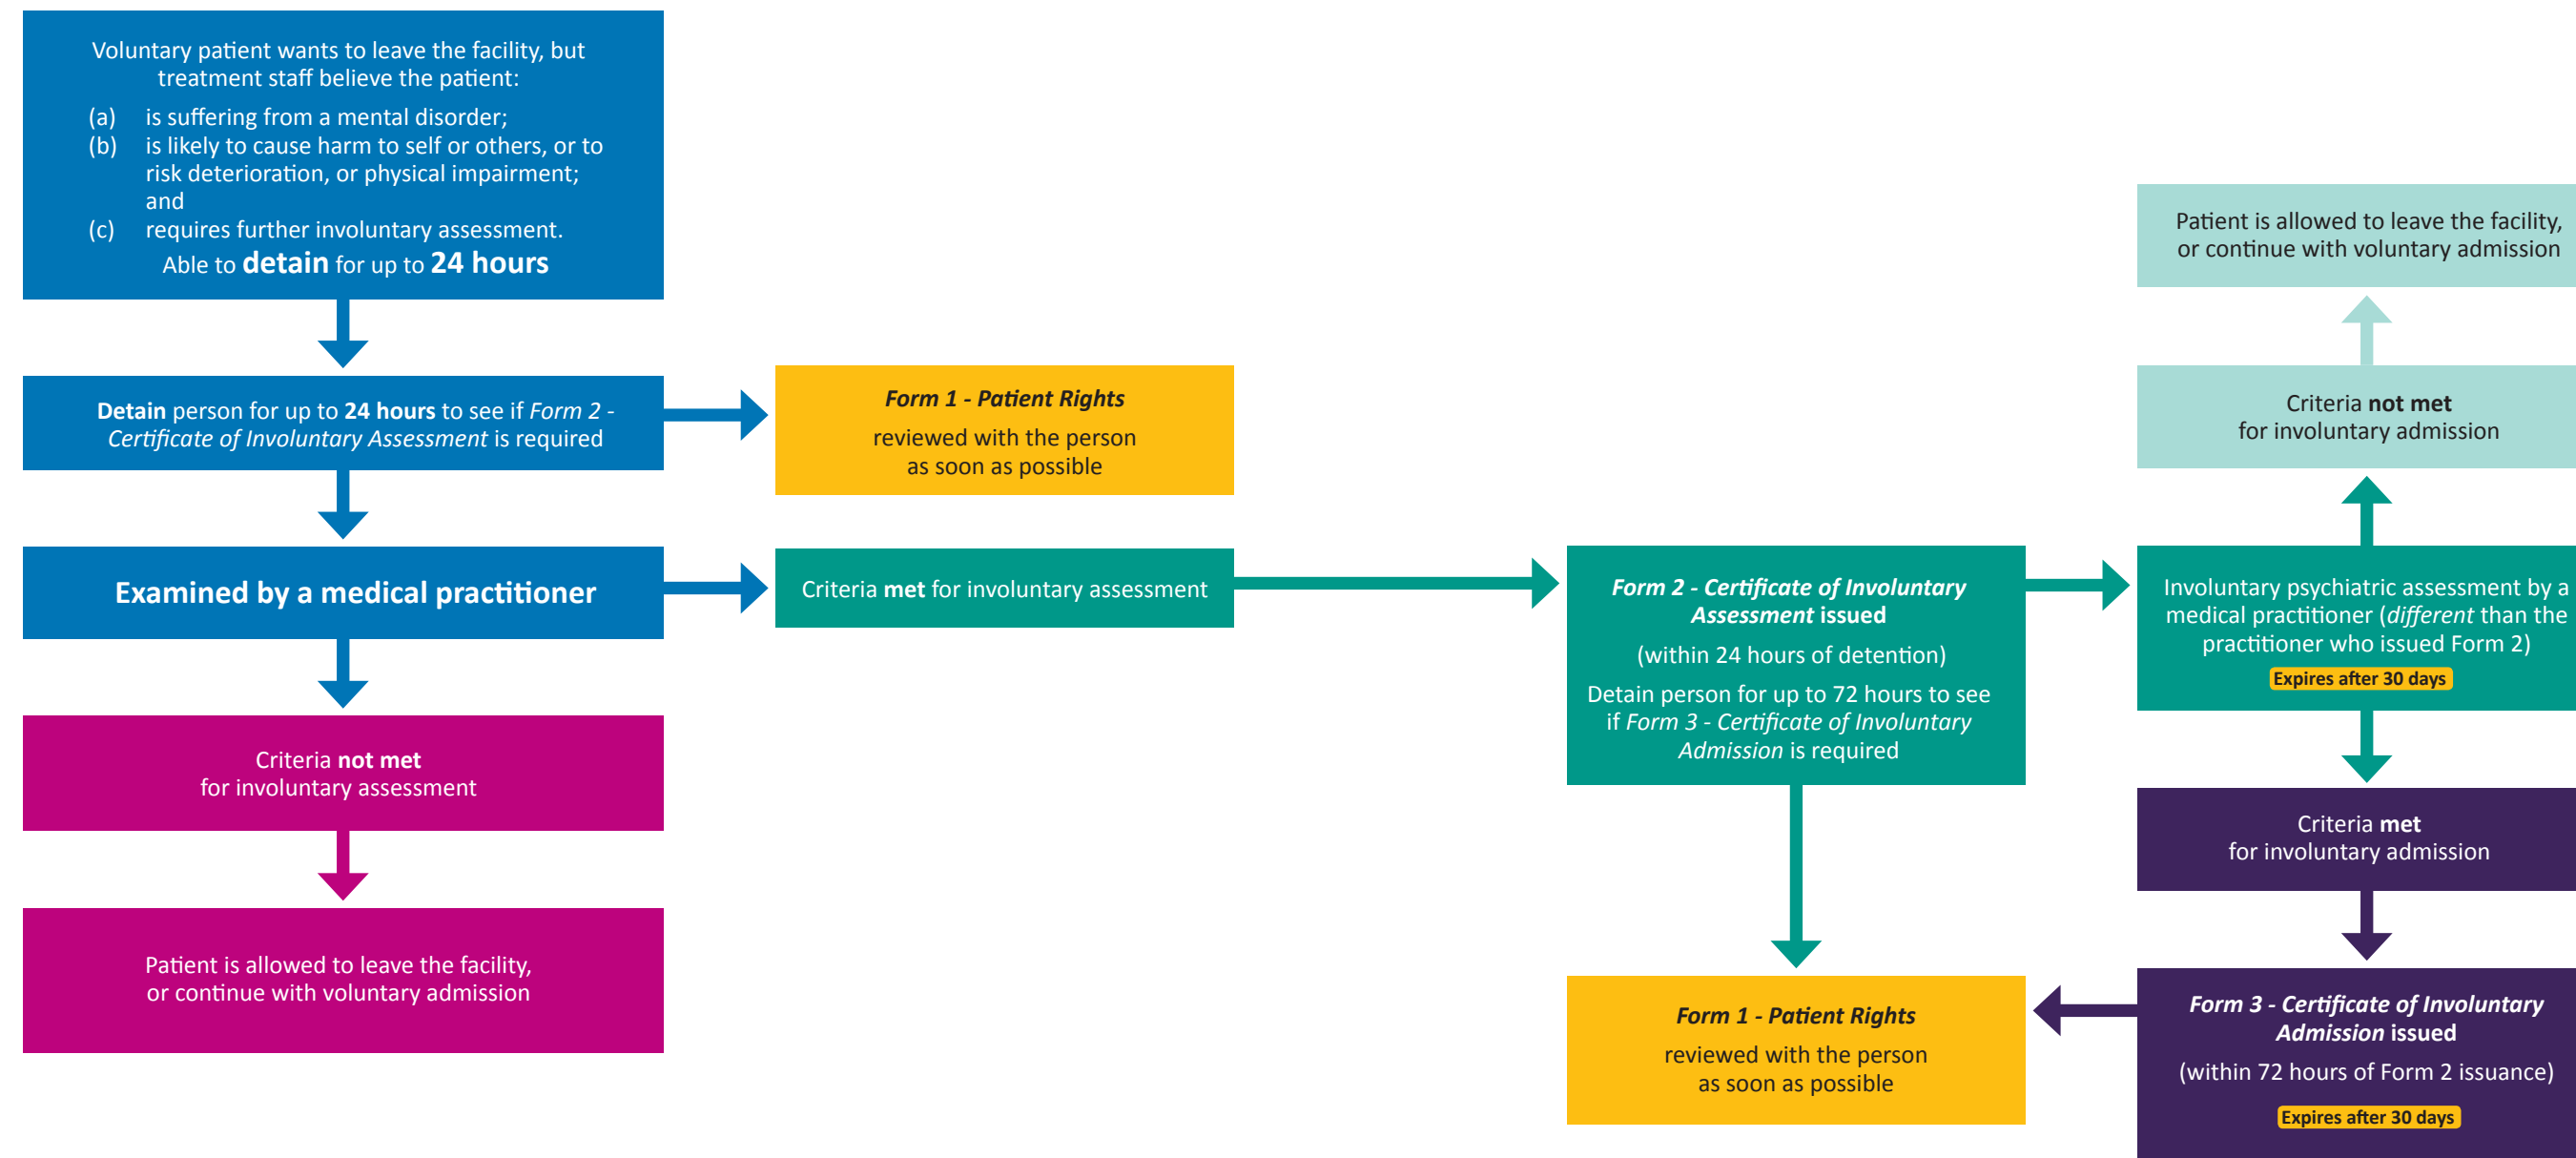 Voluntary patient wants to leave the facility, but
treatment staff believe the patient:
(a) is suffering from a mental disorder;
(b) is likely to cause harm to self or others, or to
risk deterioration, or physical impairment;
and
(c) requires further involuntary assessment.
Able to detain for up to 24 hours
Detain person for up to 24 hours to see if Form 2 -
Certificate of Involuntary Assessment is required
Form 1 - Patient Rights
reviewed with the person
as soon as possible
Examined by a medical practitioner
Criteria met for involuntary assessment
Criteria not met
for involuntary assessment
Patient is allowed to leave the facility,
or continue with voluntary admission
Form 2 - Certificate of Involuntary
Assessment issued
(within 24 hours of detention)
Detain person for up to 72 hours to see
if Form 3 - Certificate of Involuntary
Admission is required
Form 1 - Patient Rights
reviewed with the person
as soon as possible
Patient is allowed to leave the facility,
or continue with voluntary admission
Criteria not met
for involuntary admission
Involuntary psychiatric assessment by a
medical practitioner (different than the
practitioner who issued Form 2)
Expires after 30 days
Criteria met
for involuntary admission
Form 3 - Certificate of Involuntary
Admission issued
(within 72 hours of Form 2 issuance)
Expires after 30 days